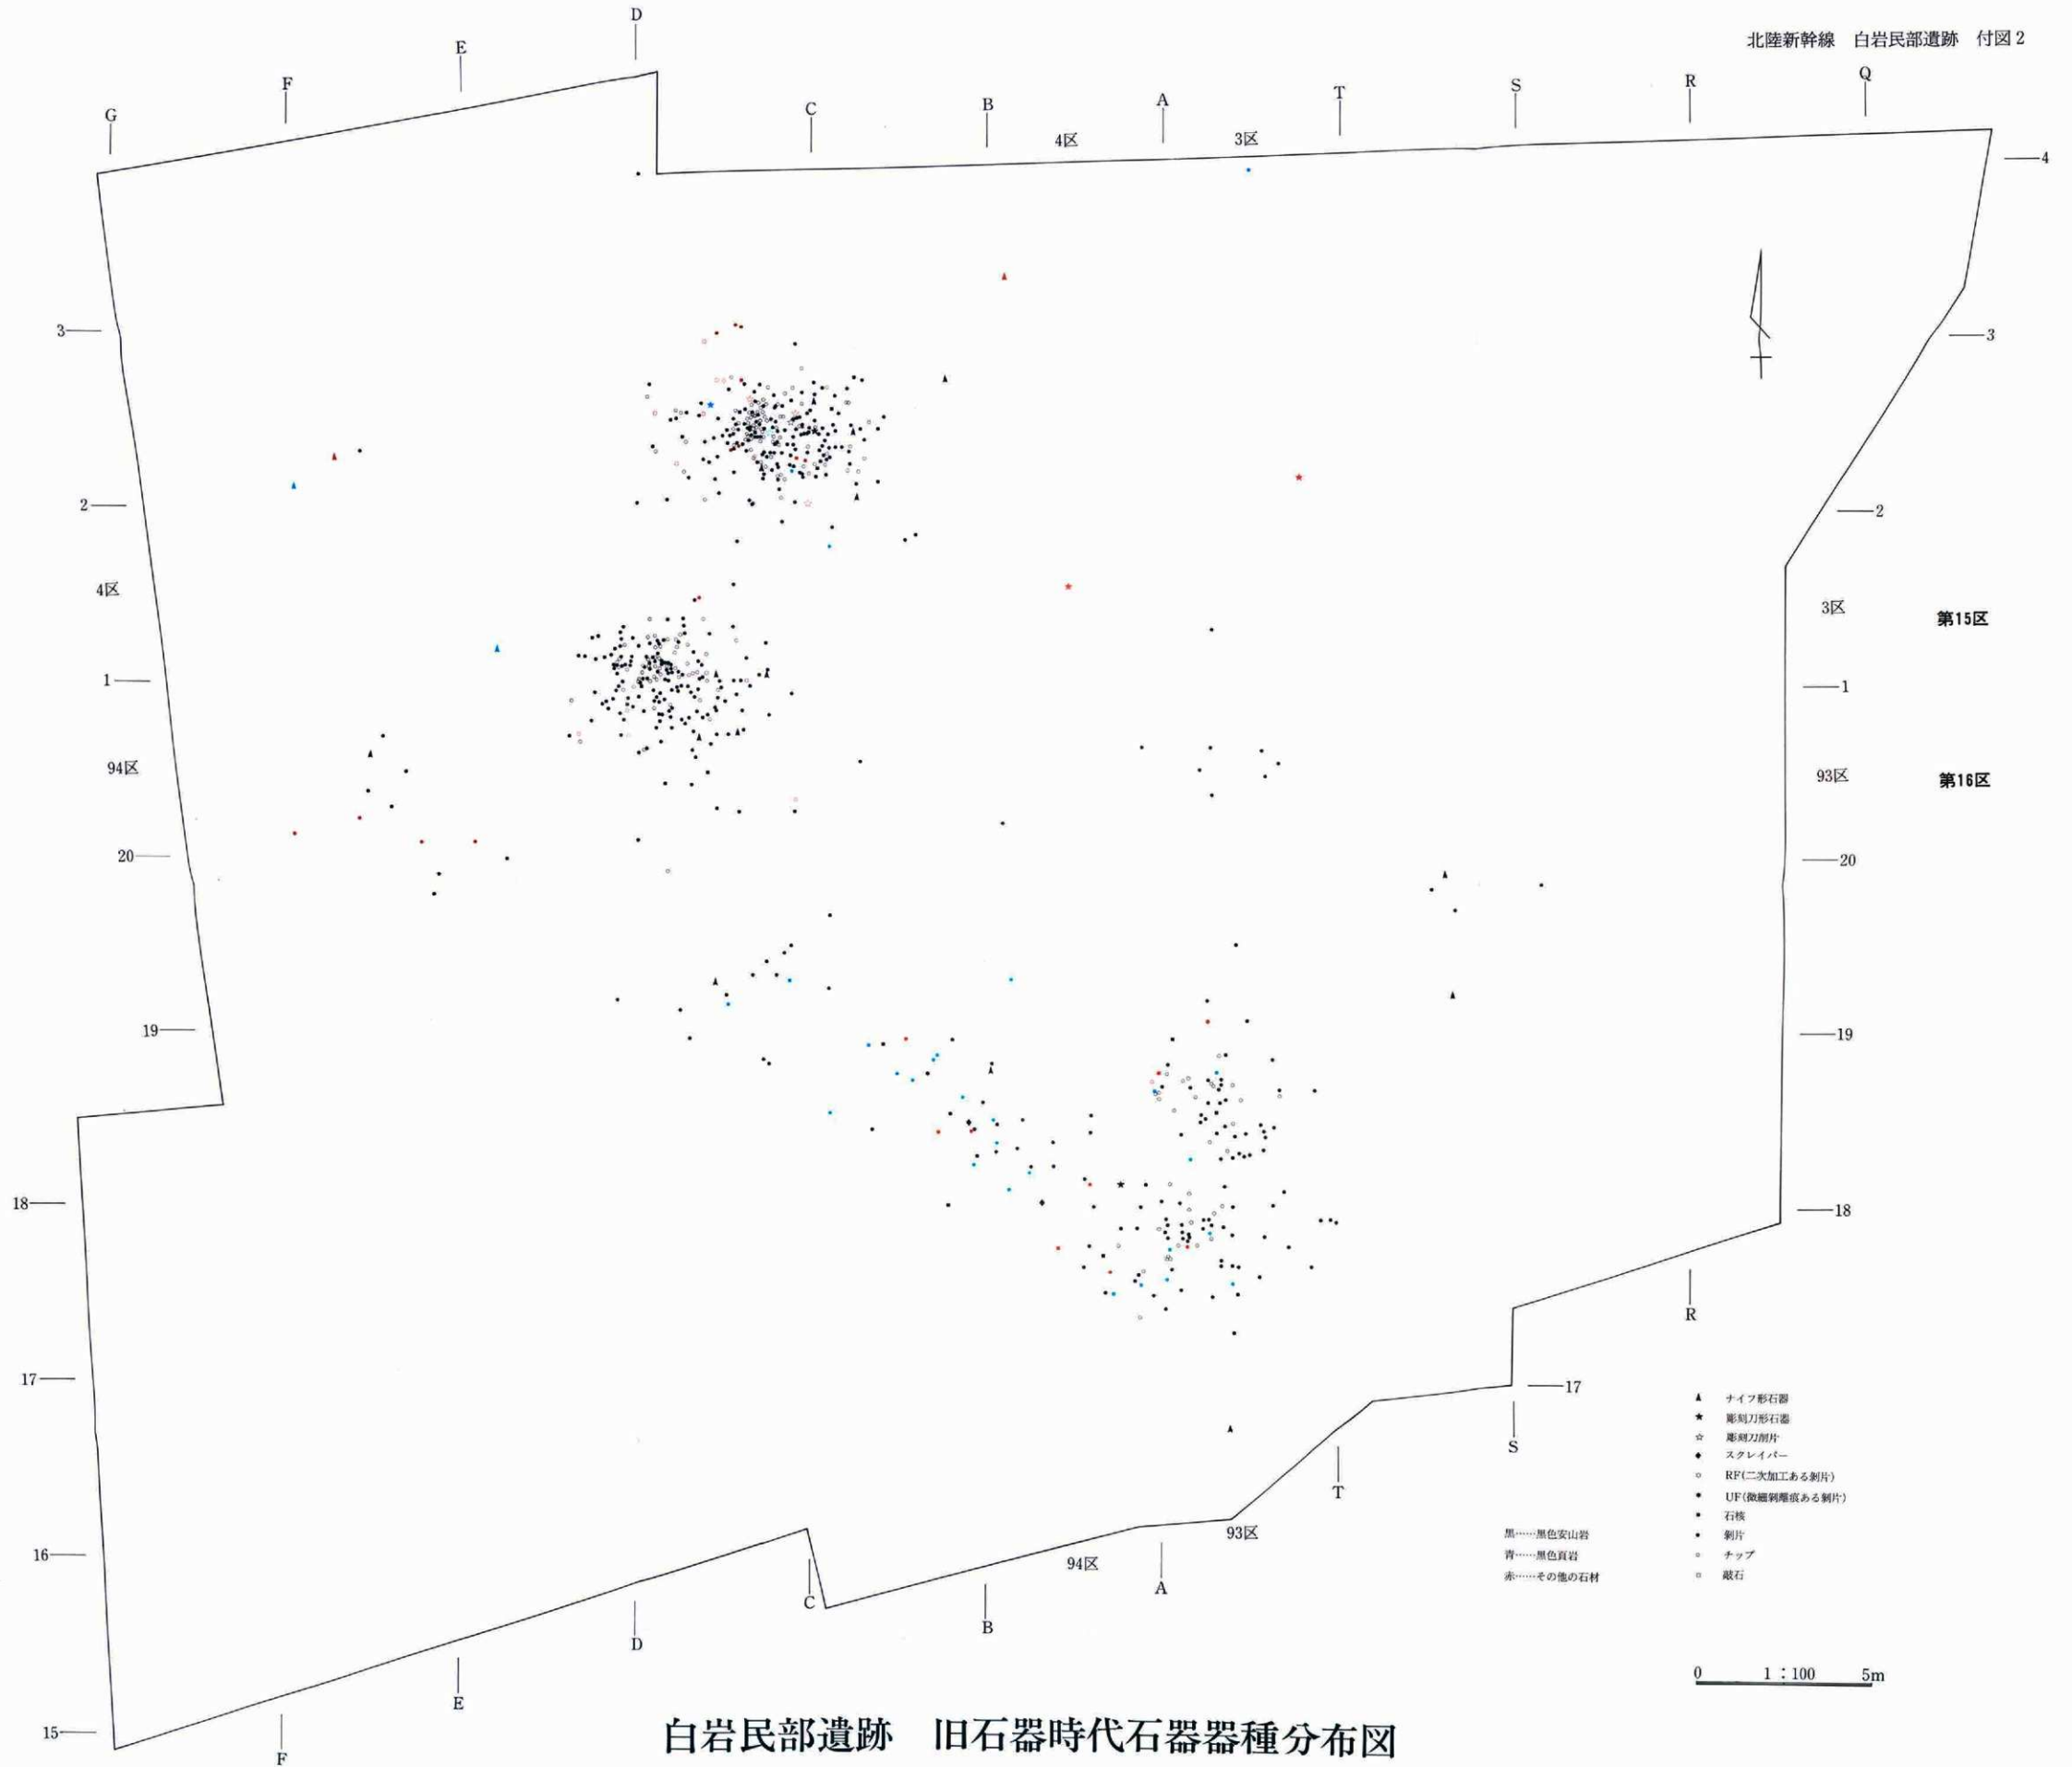 北陸新幹線 白岩民部遺跡 付図2
D
E
F
G
C
B
A
T
S
R
Q
4区
3区
4
3
3
2
2
4区
3区
第15区
1
1
94区
93区
第16区
20
20
19
19
18
18
R
17
17
S
T
16
93区
94区
A
C
B
D
E
15
F
ナイフ形石器
彫刻刀形石器
彫刻刀削片
スクレイパー
RF(二次加工ある剝片)
UF(微細剝離痕ある剝片)
石核
剝片
チップ
敲石
黒……黒色安山岩
青……黒色頁岩
赤……その他の石材
0 1:100 5m
白岩民部遺跡 旧石器時代石器器種分布図